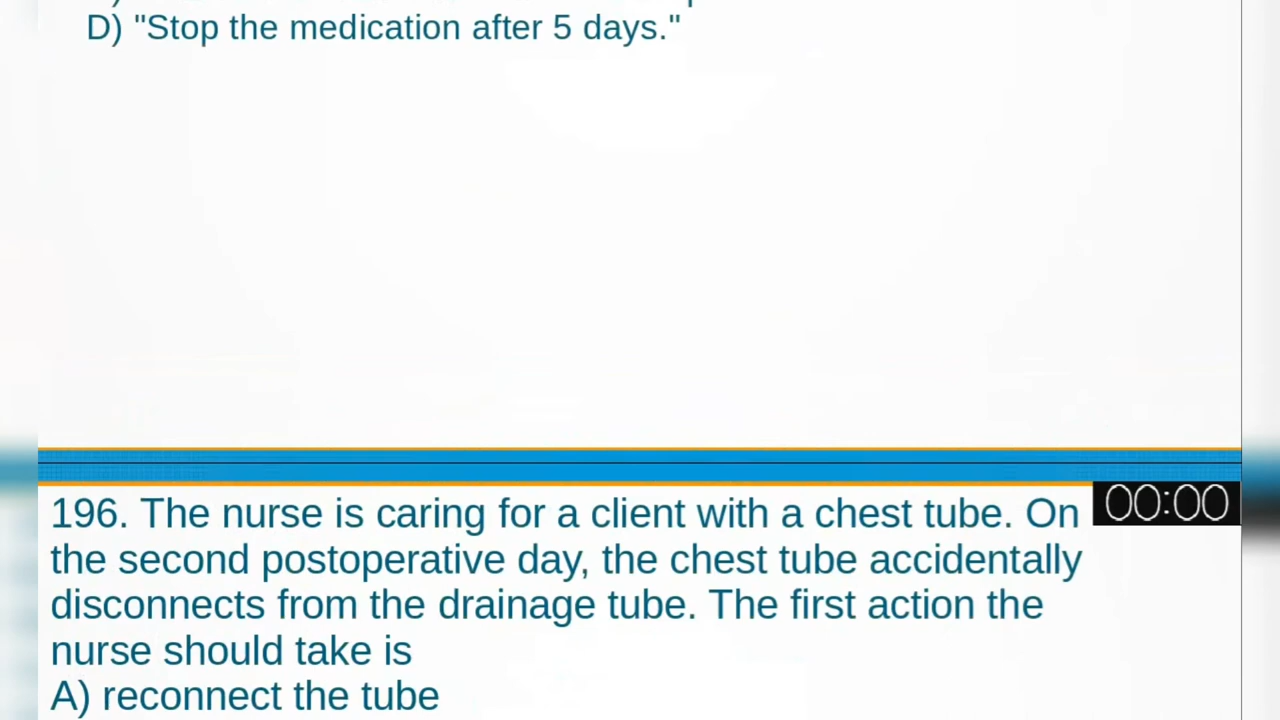 D) "Stop the medication after 5 days."
00:00
196. The nurse is caring for a client with a chest tube. On
the second postoperative day, the chest tube accidentally
disconnects from the drainage tube. The first action the
nurse should take is
A) reconnect the tube